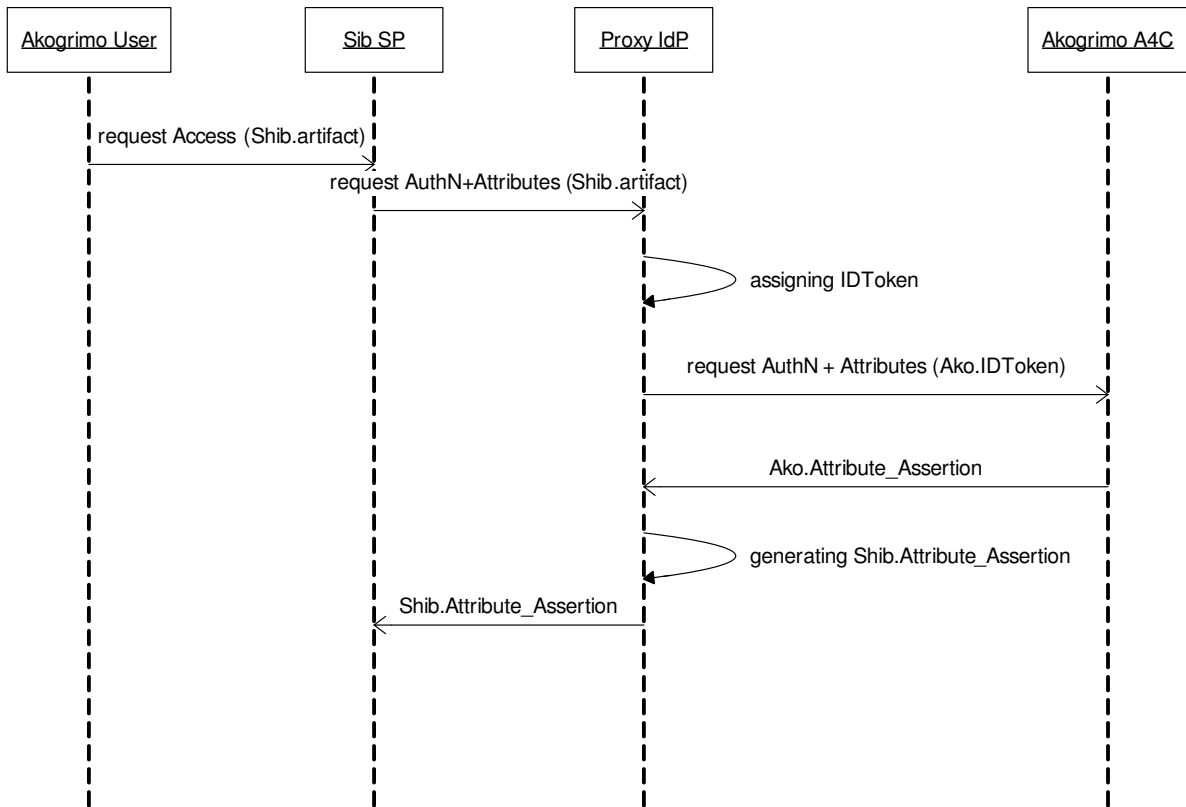 Akogrimo User
Sib SP
Proxy IdP
Akogrimo A4C
request Access (Shib.artifact)
request AuthN+Attributes (Shib.artifact)
assigning IDToken
request AuthN + Attributes (Ako.IDToken)
Ako.Attribute_Assertion
generating Shib.Attribute_Assertion
Shib.Attribute_Assertion